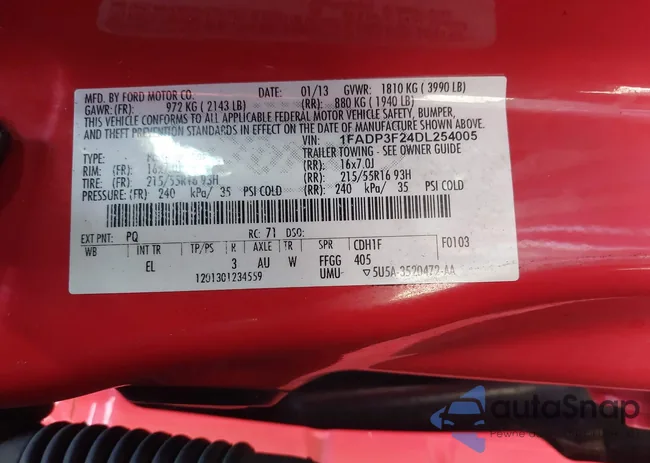 MFD. BY FORD MOTOR CO. DATE: 01/13 GVWR: 1810 KG ( 3990 LB)
GAWR: (FR): 972 KG ( 2143 LB) (RR): 880 KG ( 1940 LB)
THIS VEHICLE CONFORMS TO ALL APPLICABLE FEDERAL MOTOR VEHICLE SAFETY, BUMPER,
AND THEFT PREVENTION STANDARDS IN EFFECT ON THE DATE OF MANUFACTURE SHOWN ABOVE.
VIN: 1FADP3F24DL254005
TYPE: TRAILER TOWING - SEE OWNER GUIDE
RIM: (FR) (RR) 16x7.0J
TIRE: (FR) 215/55R16 93H (RR) 215/55R16 93H
PRESSURE: (FR) 240 kPa/ 35 PSI COLD (RR) 240 kPa/ 35 PSI COLD
EXT PNT: PQ RC: 71 DSO: F0103
WB INT TR TP/PS R AXLE TR SPR CDH1F
EL 3 AU W FFGG 405
1201301234559 UMU- ▽5U5A-3520472-AA
autoSnap